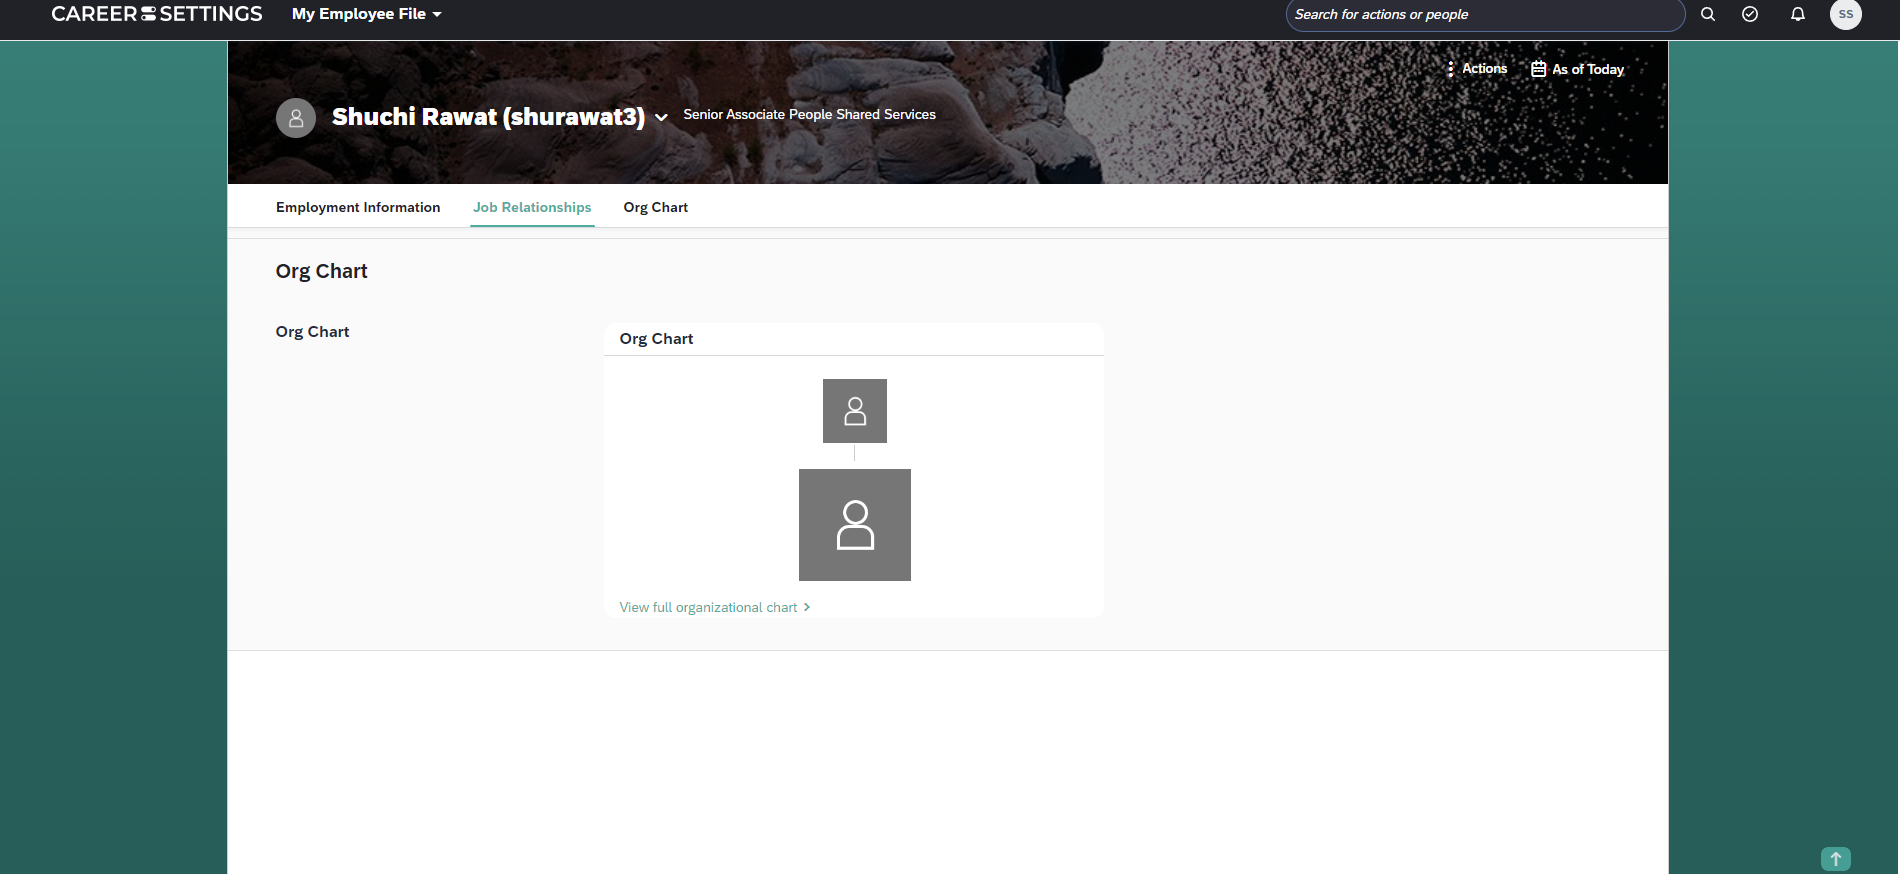 CAREER SETTINGS My Employee File Search for actions or people SS
Actions As of Today
Shuchi Rawat (shurawat3) Senior Associate People Shared Services
Employment Information Job Relationships Org Chart
Org Chart
Org Chart
Org Chart
View full organizational chart